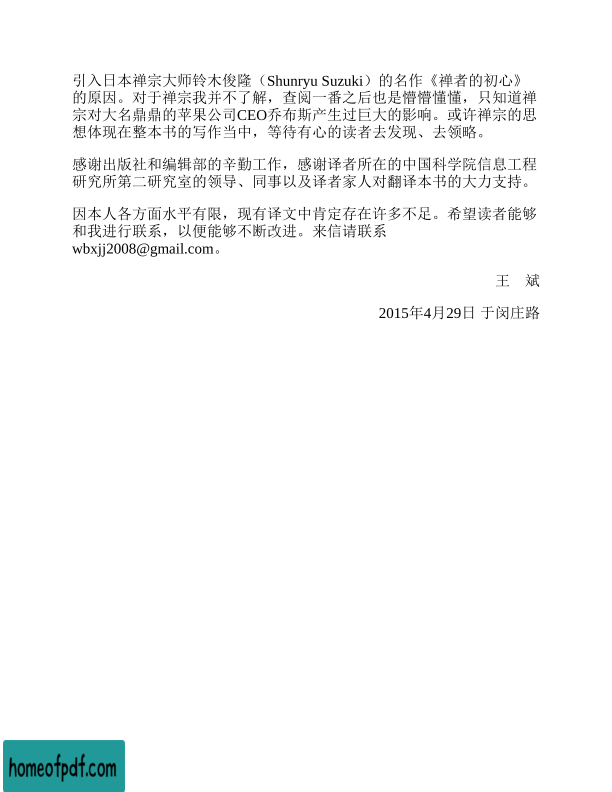 引入日本禅宗大师铃木俊隆（Shunryu Suzuki）的名作《禅者的初心》
的原因。对于禅宗我并不了解，查阅一番之后也是懵懵懂懂，只知道禅
宗对大名鼎鼎的苹果公司CEO乔布斯产生过巨大的影响。或许禅宗的思
想体现在整本书的写作当中，等待有心的读者去发现、去领略。
感谢出版社和编辑部的辛勤工作，感谢译者所在的中国科学院信息工程
研究所第二研究室的领导、同事以及译者家人对翻译本书的大力支持。
因本人各方面水平有限，现有译文中肯定存在许多不足。希望读者能够
和我进行联系，以便能够不断改进。来信请联系
wbxjj2008@gmail.com。
王　斌
2015年4月29日 于闵庄路
homeofpdf.com